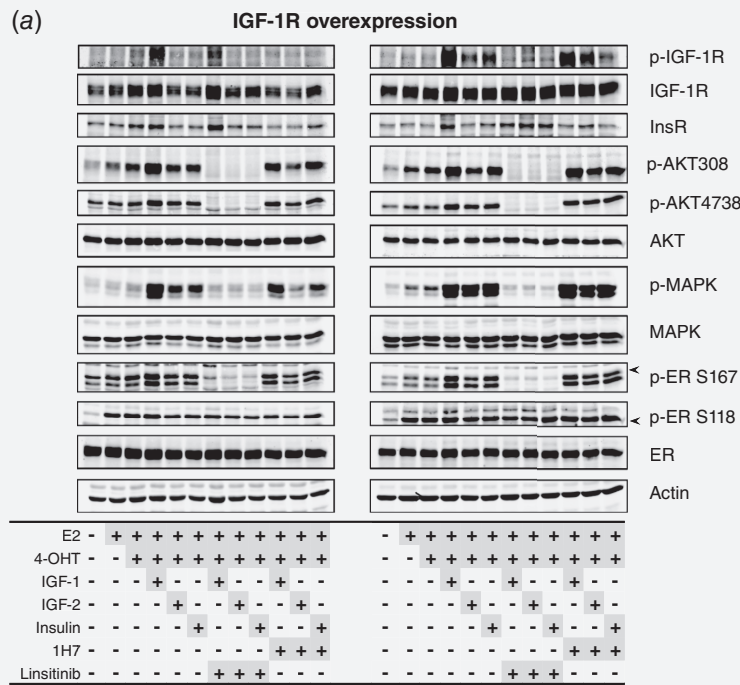 (a) IGF-1R overexpression
p-IGF-1R
IGF-1R
InsR
p-AKT308
p-AKT4738
AKT
p-MAPK
MAPK
p-ER S167
p-ER S118
ER
Actin
E2 - + + + + + + + + + + + - + + + + + + + + + + +
4-OHT - - + + + + + + + + + + - - + + + + + + + + + +
IGF-1 - - - + - - + - - + - - - - - + - - + - - + - -
IGF-2 - - - - + - - + - - + - - - - - + - - + - - + -
Insulin - - - - - + - - + - - + - - - - - + - - + - - +
1H7 - - - - - - - - - + + + - - - - - - - - - + + +
Linsitinib - - - - - - + + + - - - - - - - - - + + + - - -